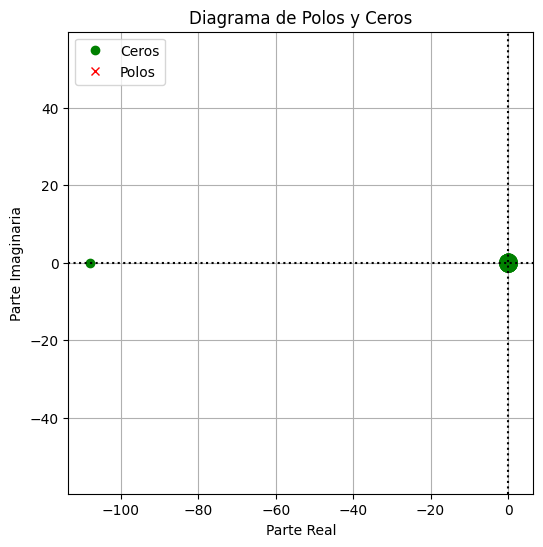 Diagrama de Polos y Ceros
Ceros
Polos
40
20
0
−20
−40
Parte Imaginaria
−100
−80
−60
−40
−20
0
Parte Real